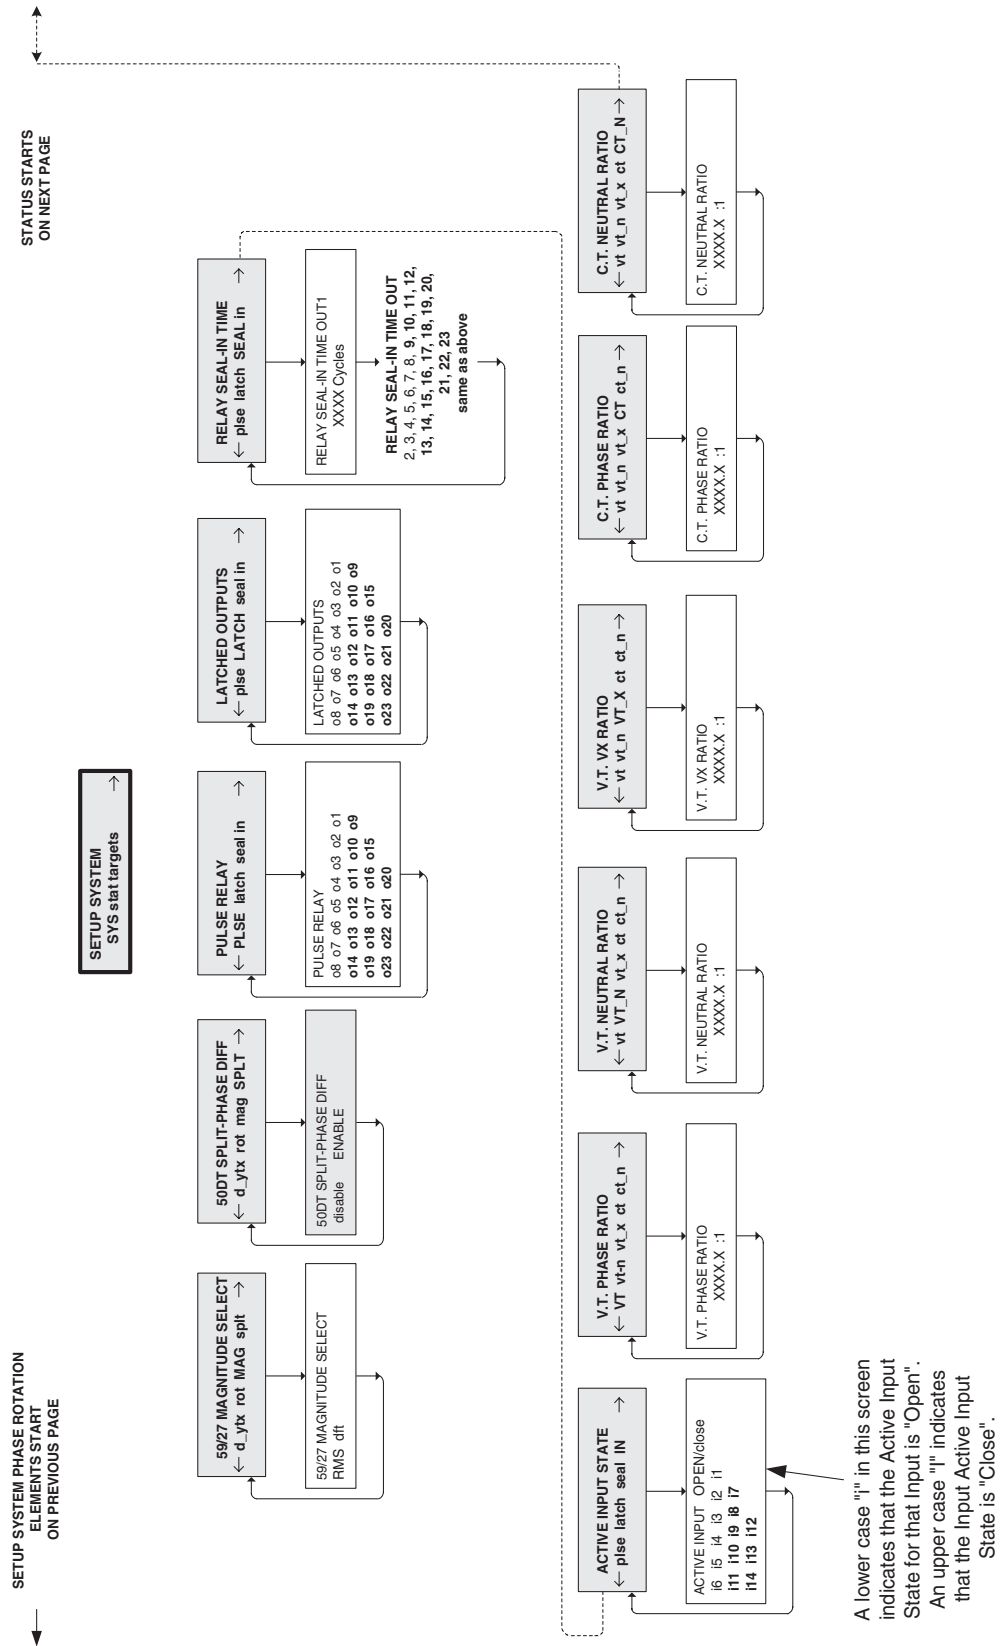 SETUP SYSTEM PHASE ROTATION
ELEMENTS START
ON PREVIOUS PAGE
STATUS STARTS
ON NEXT PAGE
SETUP SYSTEM
SYS stat targets →
59/27 MAGNITUDE SELECT
← d_ytx rot MAG splt →
59/27 MAGNITUDE SELECT
RMS dft
50DT SPLIT-PHASE DIFF
← d_ytx rot mag SPLT →
50DT SPLIT-PHASE DIFF
disable ENABLE
PULSE RELAY
← PLSE latch seal in →
PULSE RELAY
o8 o7 o6 o5 o4 o3 o2 o1
o14 o13 o12 o11 o10 o9
o19 o18 o17 o16 o15
o23 o22 o21 o20
LATCHED OUTPUTS
← plse LATCH seal in →
LATCHED OUTPUTS
o8 o7 o6 o5 o4 o3 o2 o1
o14 o13 o12 o11 o10 o9
o19 o18 o17 o16 o15
o23 o22 o21 o20
RELAY SEAL-IN TIME
← plse latch SEAL in →
RELAY SEAL-IN TIME OUT1
XXXX Cycles
RELAY SEAL-IN TIME OUT
2, 3, 4, 5, 6, 7, 8, 9, 10, 11, 12,
13, 14, 15, 16, 17, 18, 19, 20,
21, 22, 23
same as above
ACTIVE INPUT STATE
← plse latch seal IN →
ACTIVE INPUT OPEN/close
i6 i5 i4 i3 i2 i1
i11 i10 i9 i8 i7
i14 i13 i12
V.T. PHASE RATIO
← VT vt-n vt_x ct ct_n →
V.T. PHASE RATIO
XXXX.X :1
V.T. NEUTRAL RATIO
← vt VT_N vt_x ct ct_n →
V.T. NEUTRAL RATIO
XXXX.X :1
V.T. VX RATIO
← vt vt_n VT_X ct ct_n →
V.T. VX RATIO
XXXX.X :1
C.T. PHASE RATIO
← vt vt_n vt_x CT ct_n →
C.T. PHASE RATIO
XXXX.X :1
C.T. NEUTRAL RATIO
← vt vt_n vt_x ct CT_N →
C.T. NEUTRAL RATIO
XXXX.X :1
A lower case "i" in this screen
indicates that the Active Input
State for that Input is "Open".
An upper case "I" indicates
that the Input Active Input
State is "Close".